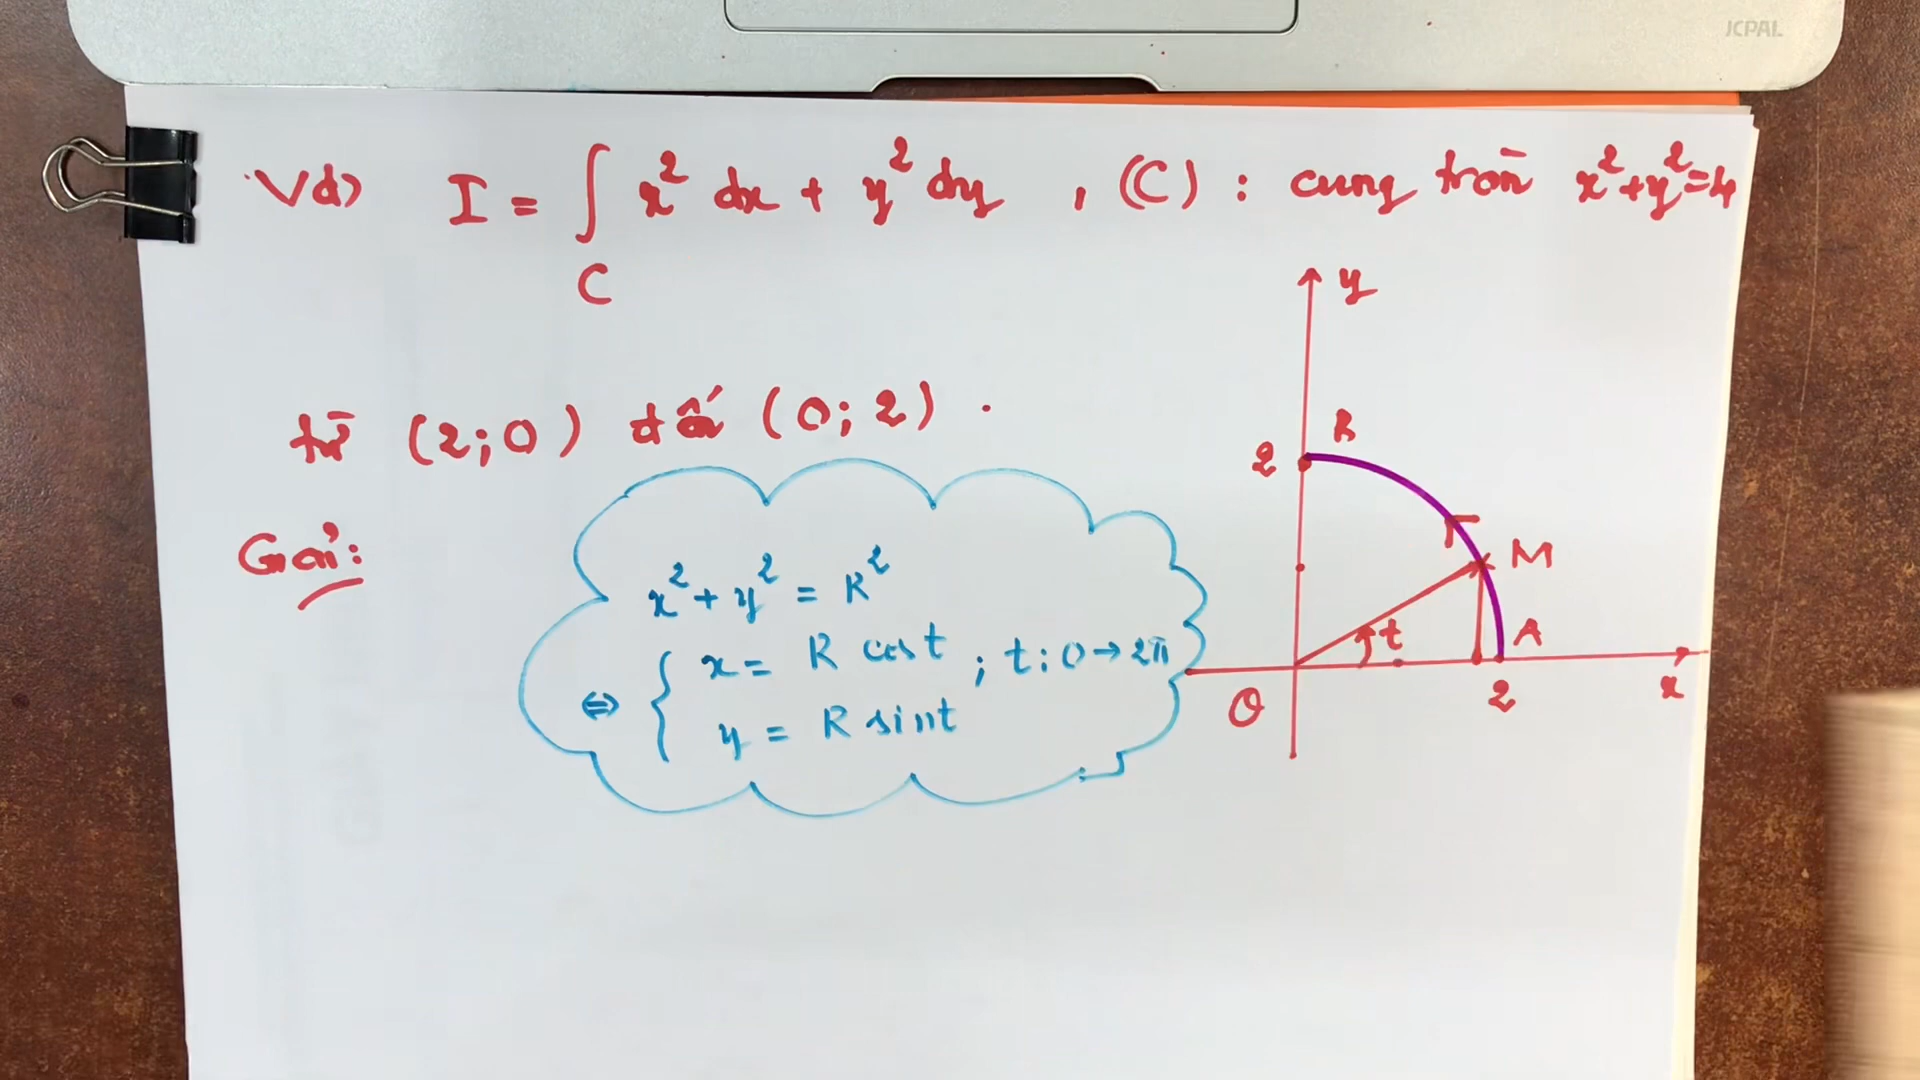 JCPAL
Vd) I = ∫ x² dx + y² dy , (C) : cung tròn x² + y² = 4
C
từ (2;0) đến (0;2).
Giải:
x² + y² = R²
⇔ { x = R cost ; t : 0 → 2π
y = R sint
y
B
2
M
t
A
O
2
x